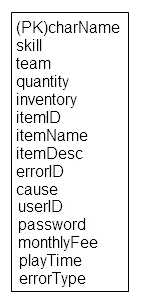 (PK)charName
skill
team
quantity
inventory
itemID
itemName
itemDesc
errorID
cause
userID
password
monthlyFee
playTime
errorType